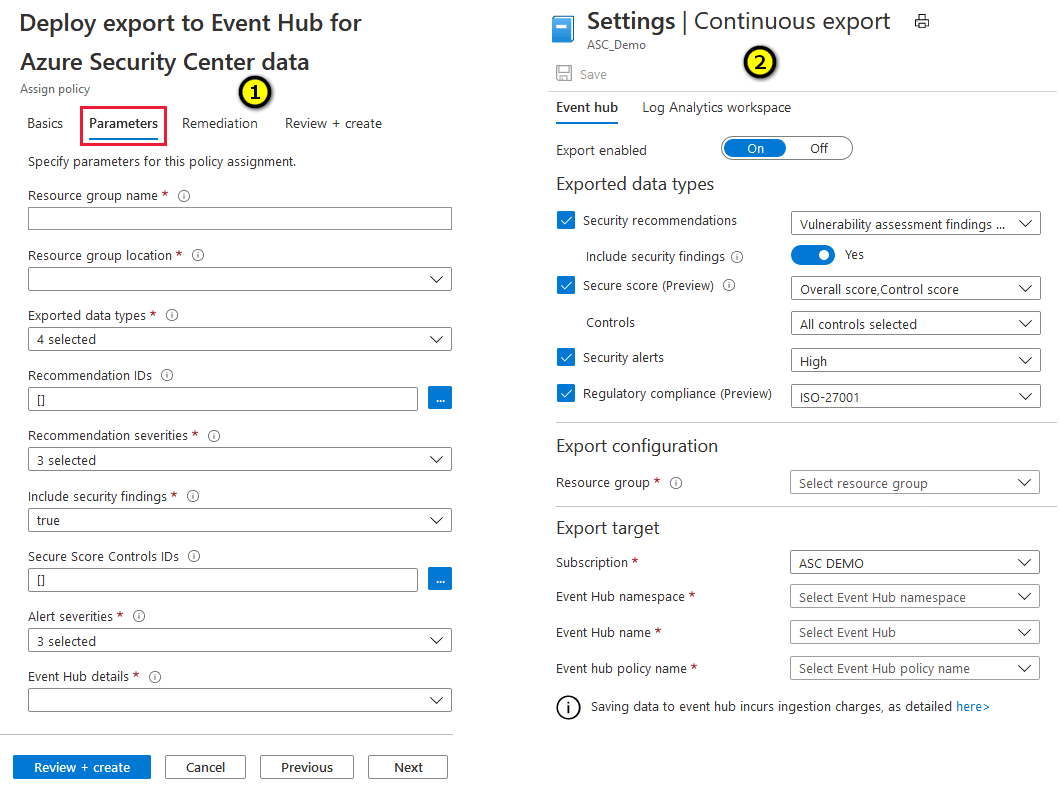 Deploy export to Event Hub for
Azure Security Center data
Assign policy
1
Basics
Parameters
Remediation
Review + create
Specify parameters for this policy assignment.
Resource group name *
Resource group location *
Exported data types *
4 selected
Recommendation IDs
[]
...
Recommendation severities *
3 selected
Include security findings *
true
Secure Score Controls IDs
[]
...
Alert severities *
3 selected
Event Hub details *
Review + create
Cancel
Previous
Next
Settings | Continuous export
ASC_Demo
2
Save
Event hub
Log Analytics workspace
Export enabled
On
Off
Exported data types
Security recommendations
Vulnerability assessment findings ...
Include security findings
Yes
Secure score (Preview)
Overall score,Control score
Controls
All controls selected
Security alerts
High
Regulatory compliance (Preview)
ISO-27001
Export configuration
Resource group *
Select resource group
Export target
Subscription *
ASC DEMO
Event Hub namespace *
Select Event Hub namespace
Event Hub name *
Select Event Hub
Event hub policy name *
Select Event Hub policy name
Saving data to event hub incurs ingestion charges, as detailed here>